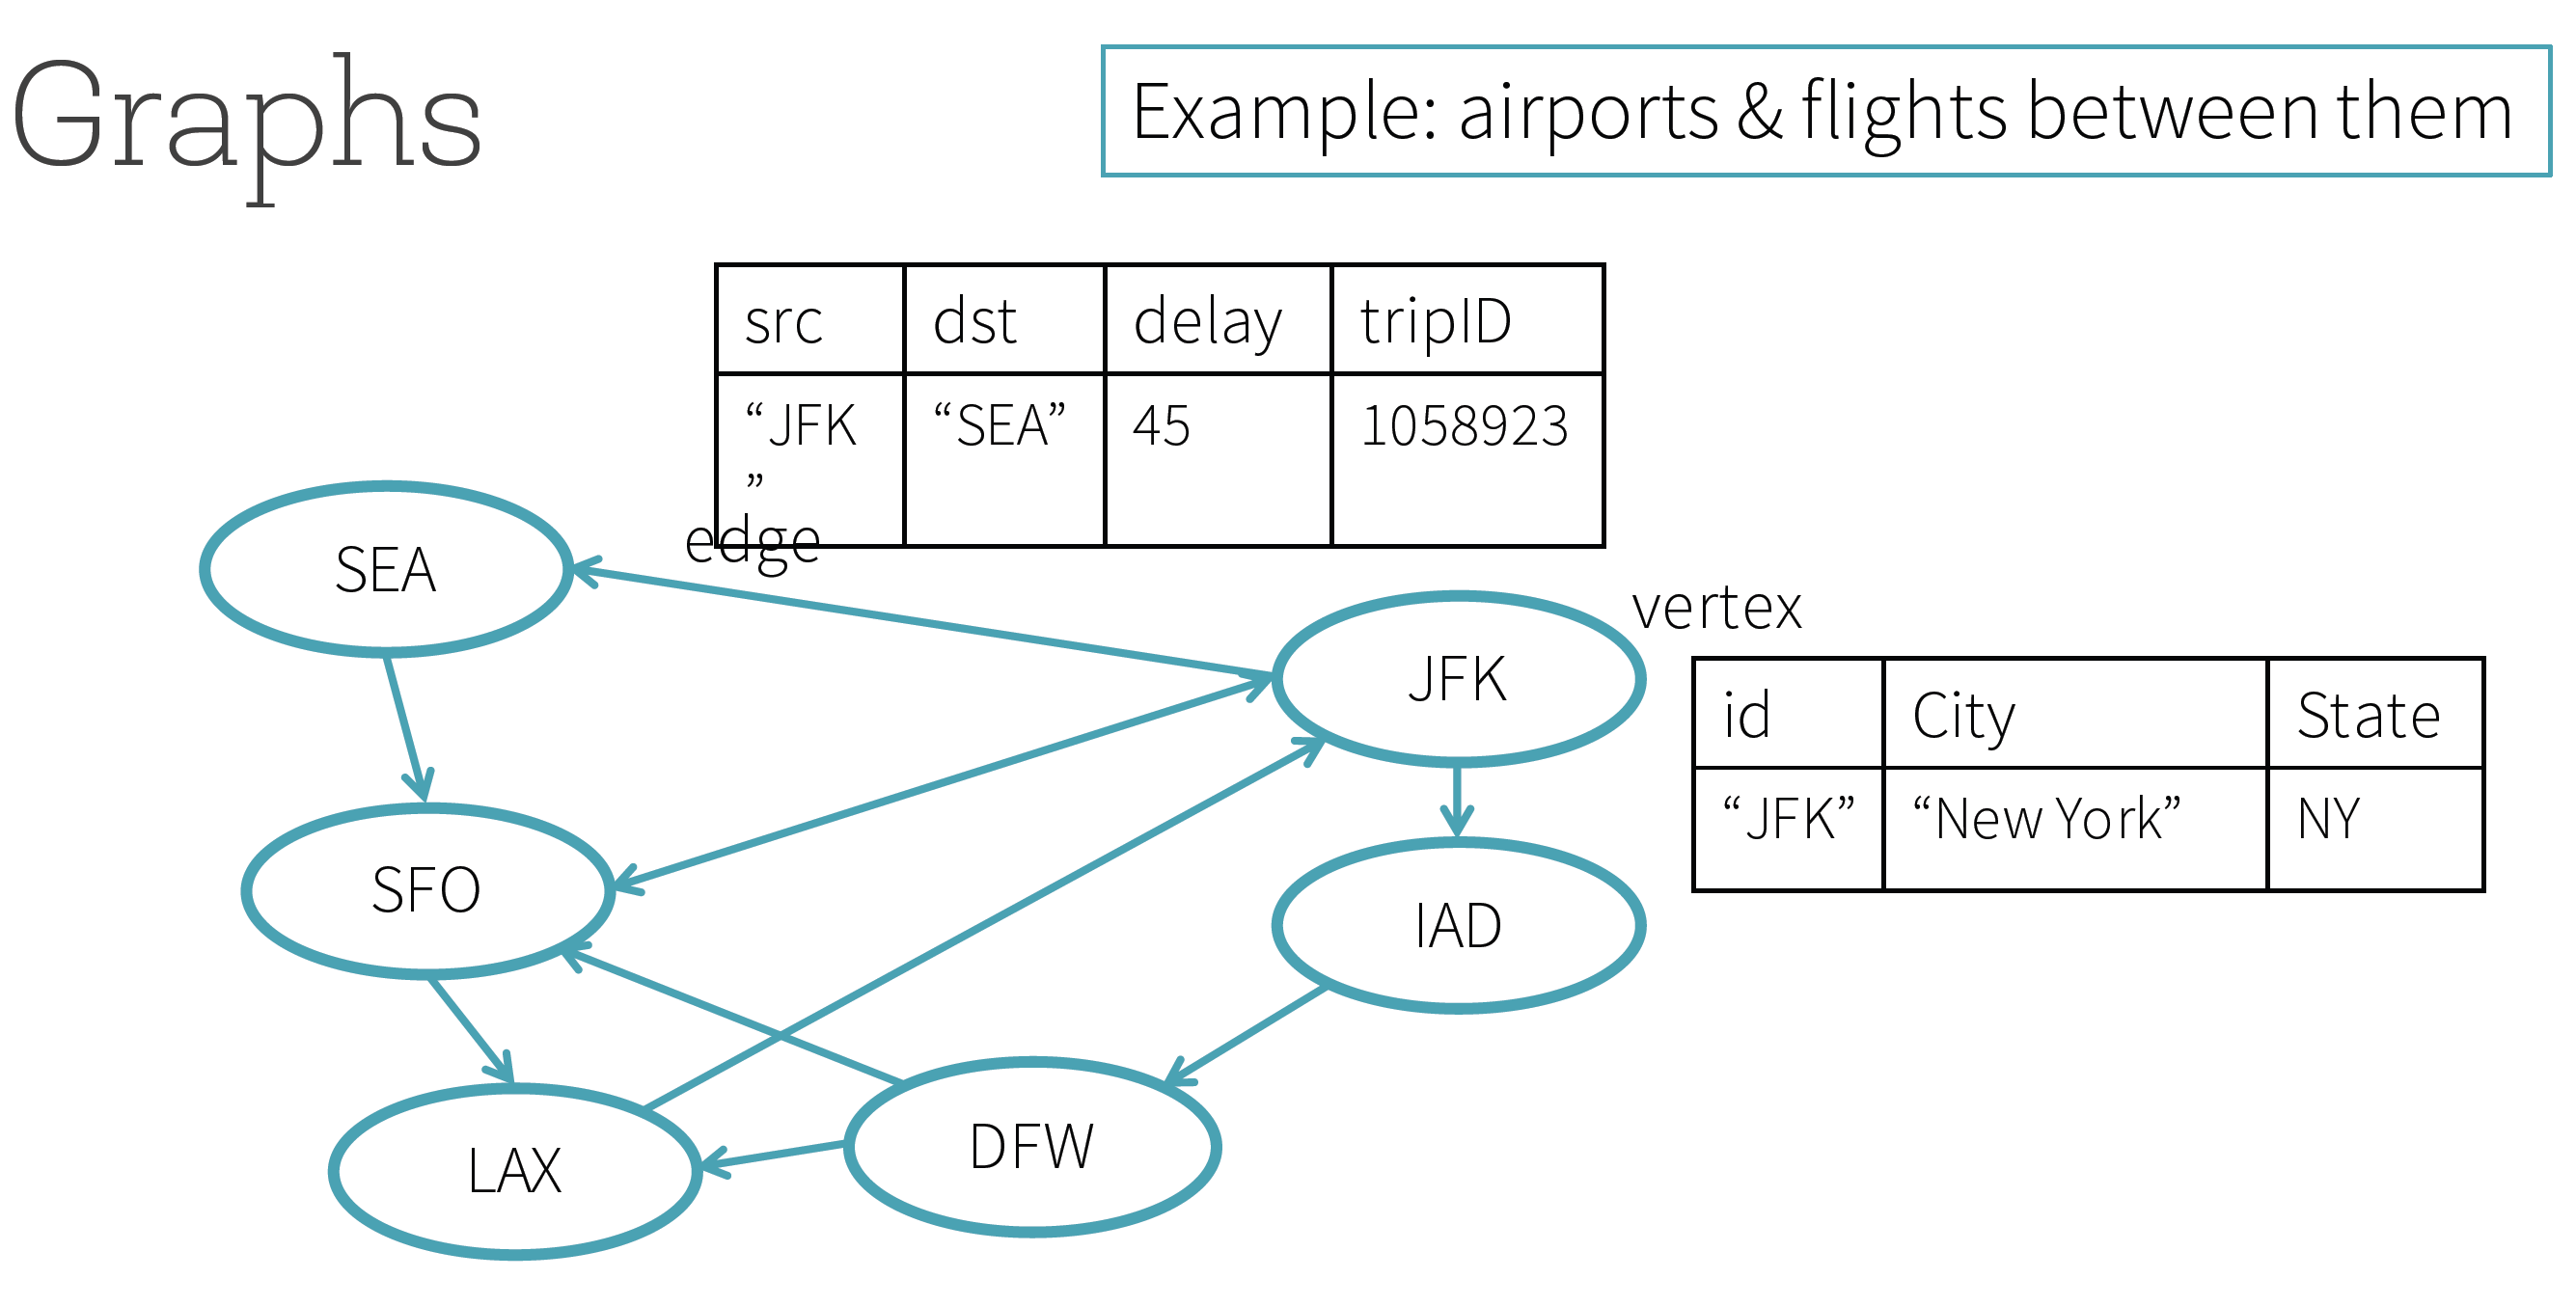 Graphs
Example: airports & flights between them
src dst delay tripID
“JFK “SEA” 45 1058923
”
edge
SEA
vertex
JFK
id City State
“JFK” “New York” NY
SFO
IAD
LAX
DFW